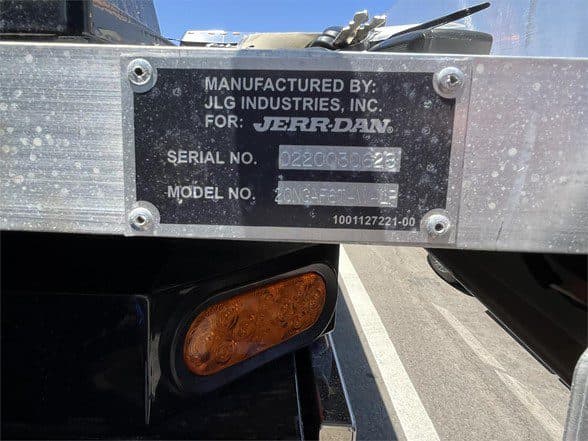 MANUFACTURED BY:
JLG INDUSTRIES, INC.
FOR: JERR-DAN®
SERIAL NO.
MODEL NO.
1001127221-00